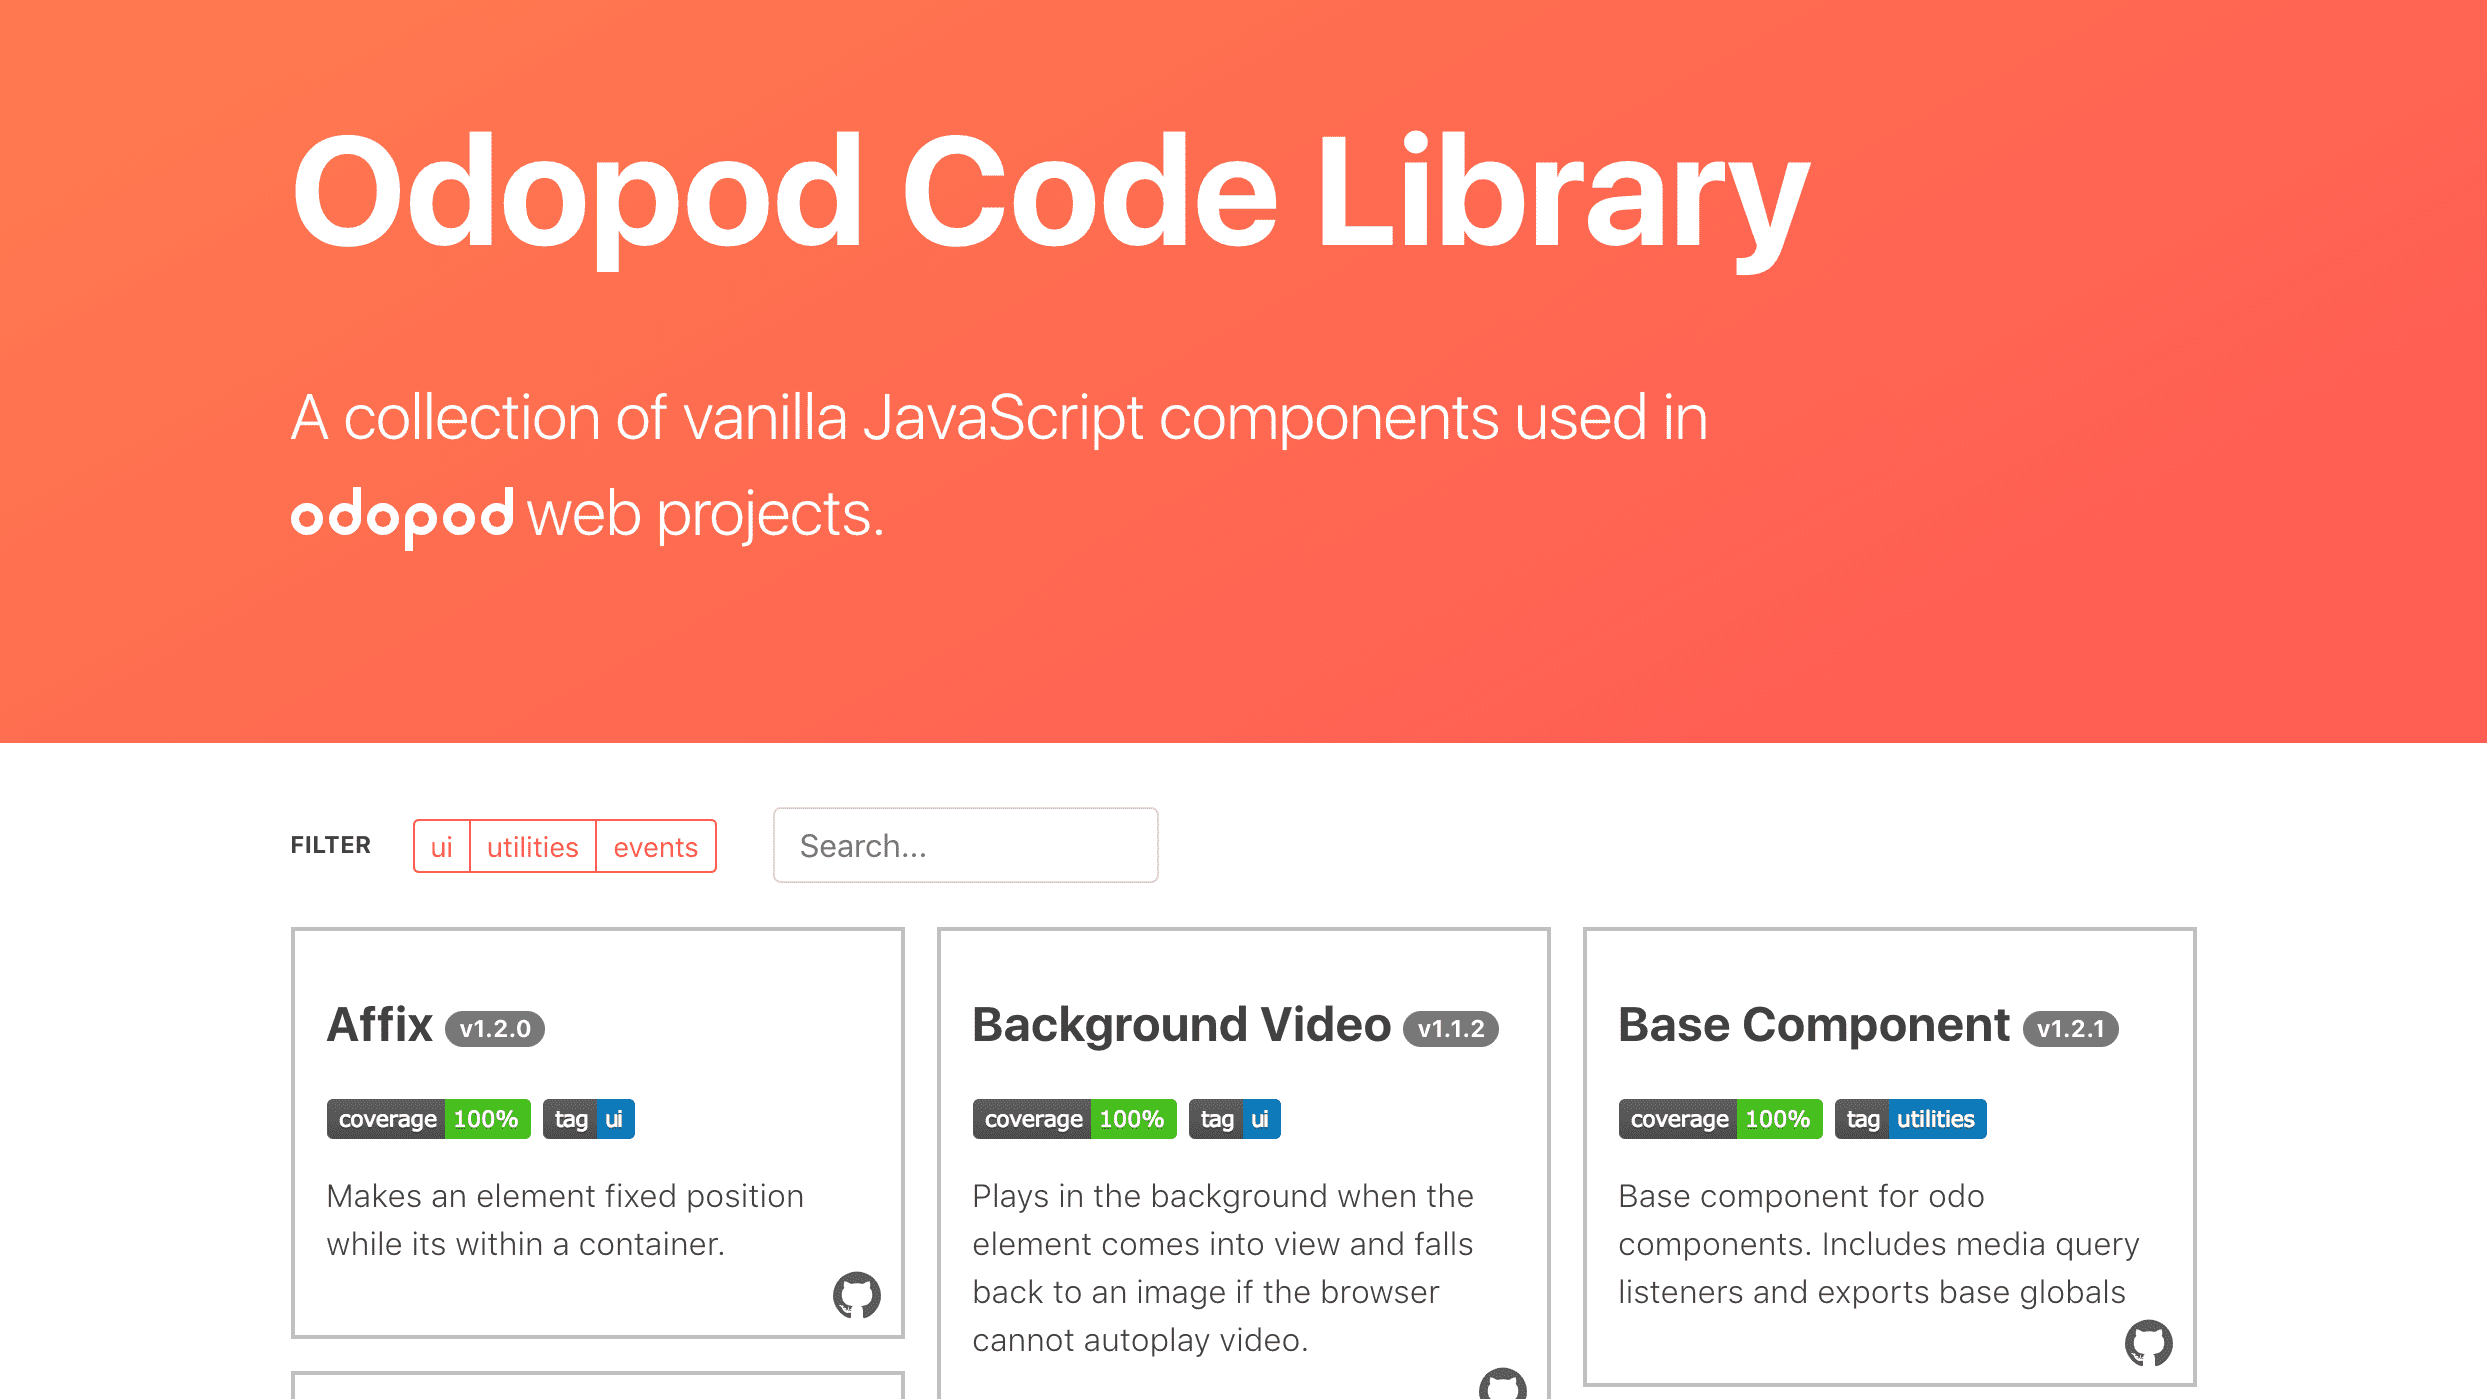 Odopod Code Library
A collection of vanilla JavaScript components used in
odopod web projects.
FILTER ui utilities events Search...
Affix v1.2.0
coverage 100% tag ui
Makes an element fixed position
while its within a container.
Background Video v1.1.2
coverage 100% tag ui
Plays in the background when the
element comes into view and falls
back to an image if the browser
cannot autoplay video.
Base Component v1.2.1
coverage 100% tag utilities
Base component for odo
components. Includes media query
listeners and exports base globals